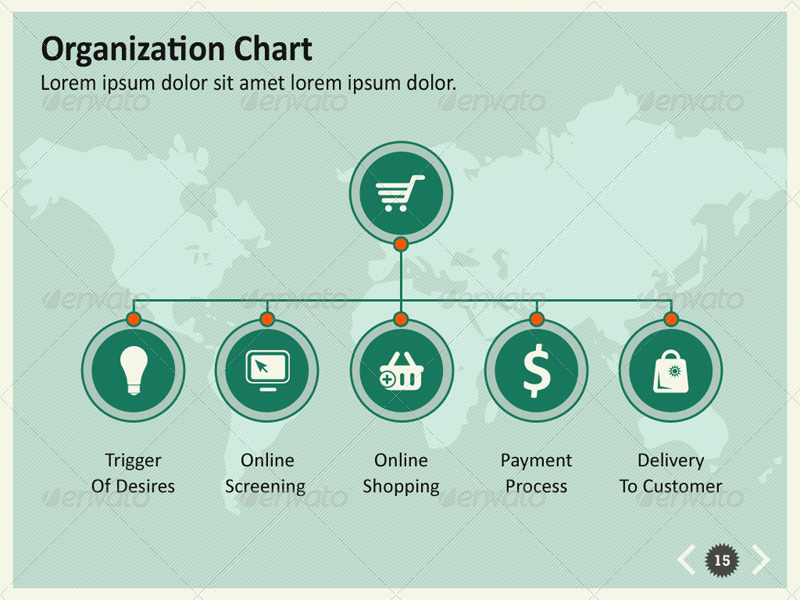 Organization Chart
Lorem ipsum dolor sit amet lorem ipsum dolor.
envato envato envato envato
envato envato envato envato
$
Trigger
Of Desires
Online
Screening
Online
Shopping
Payment
Process
Delivery
To Customer
envato envato envato envato
15